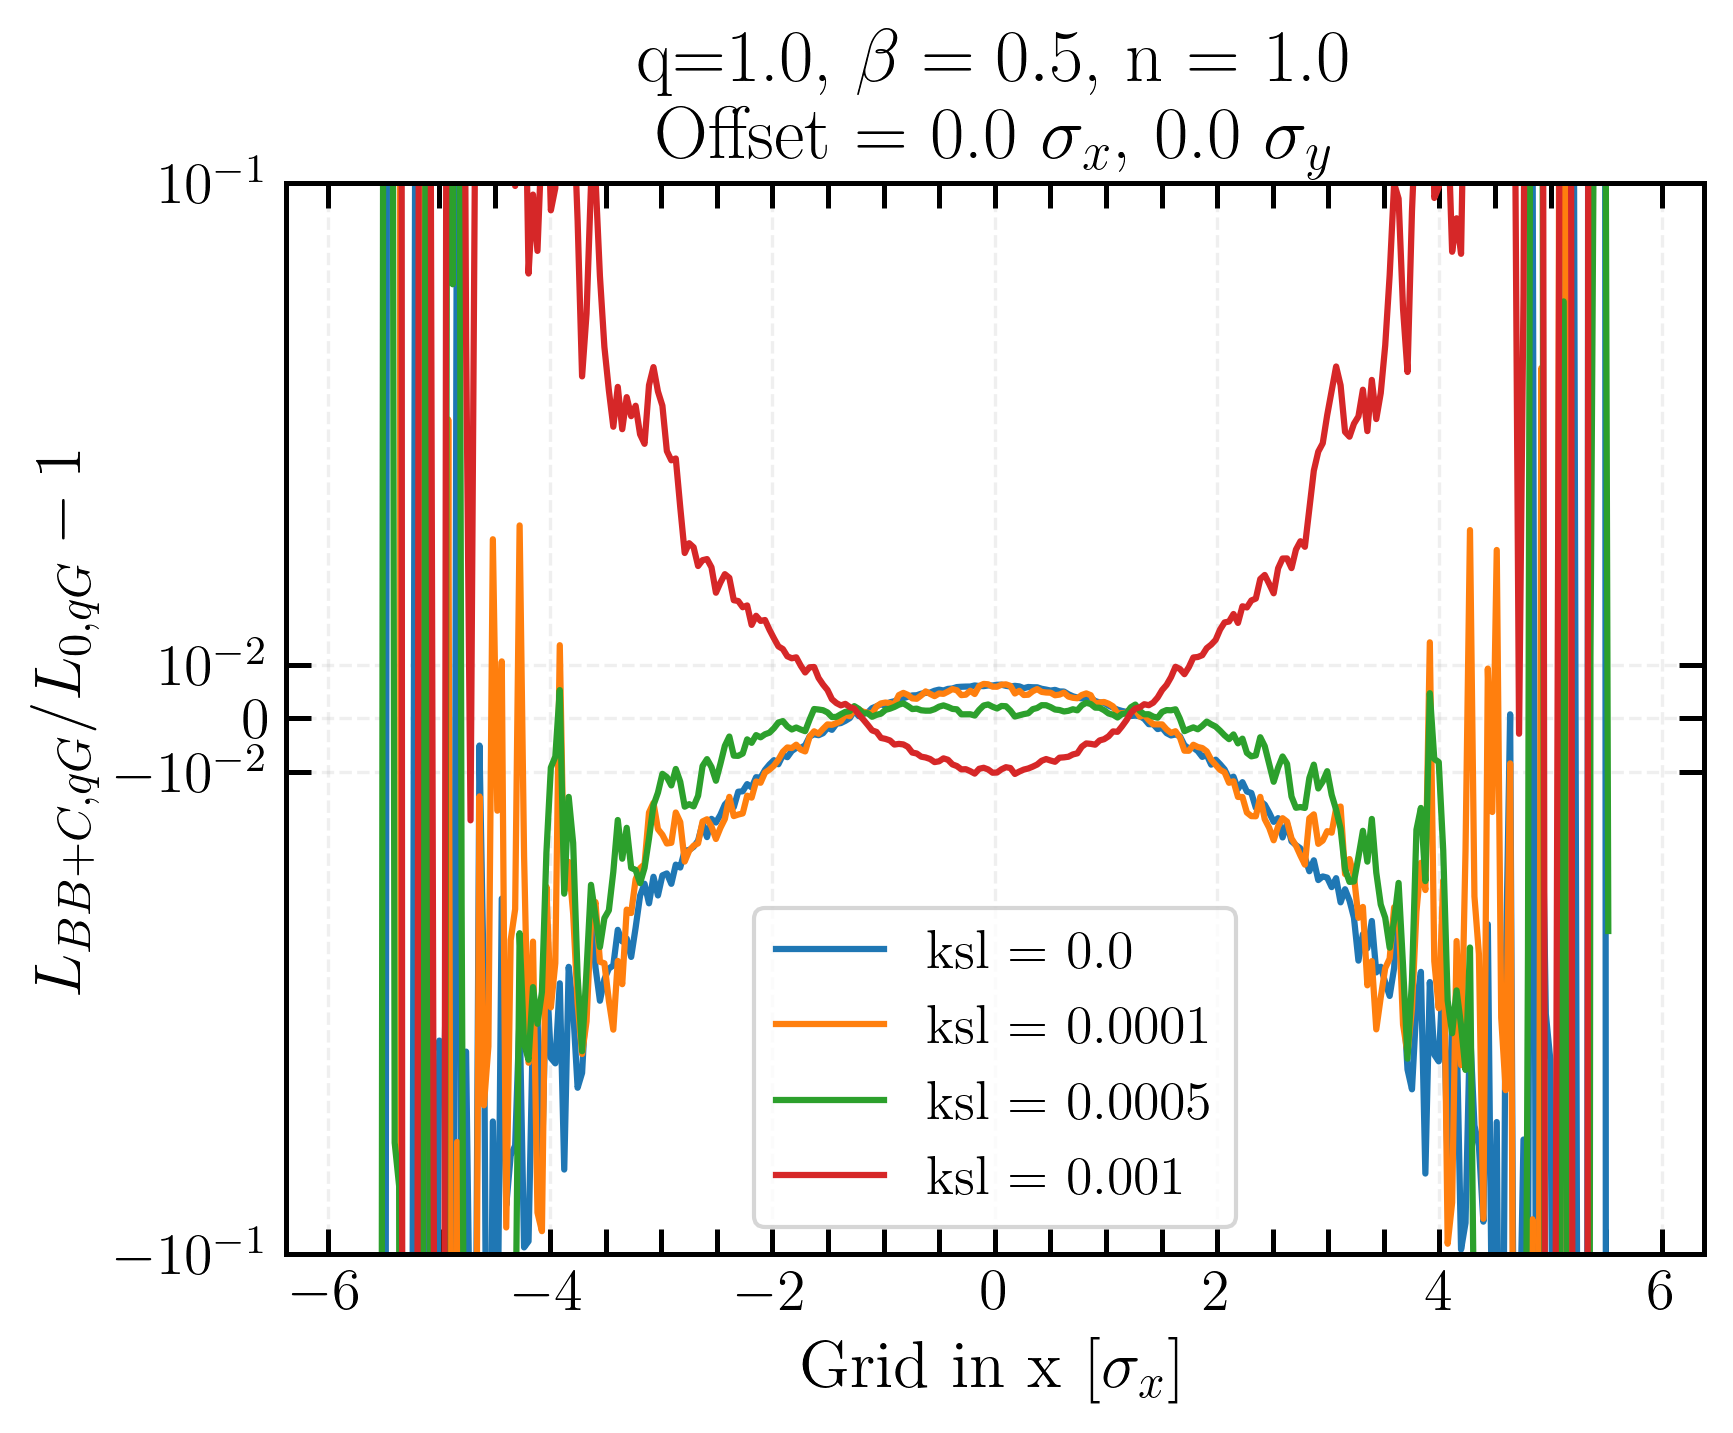 q=1.0, β = 0.5, n = 1.0
Offset = 0.0 σ_x, 0.0 σ_y
10^−1
10^−2
0
−10^−2
−10^−1
L_{BB+C,qG}/L_{0,qG} − 1
ksl = 0.0
ksl = 0.0001
ksl = 0.0005
ksl = 0.001
−6 −4 −2 0 2 4 6
Grid in x [σ_x]